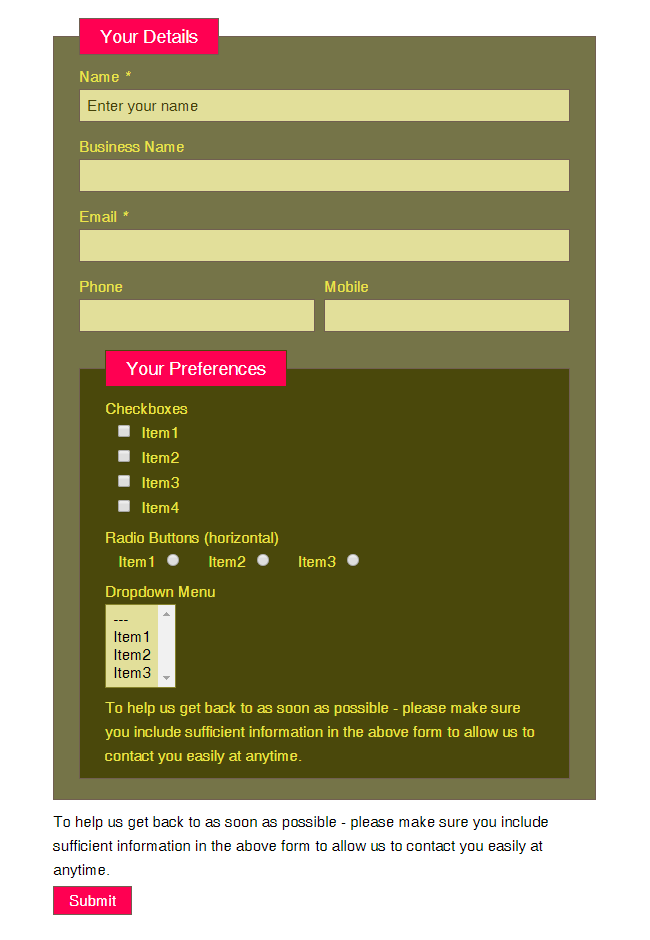 Your Details
Name *
Enter your name
Business Name
Email *
Phone Mobile
Your Preferences
Checkboxes
Item1
Item2
Item3
Item4
Radio Buttons (horizontal)
Item1 Item2 Item3
Dropdown Menu
---
Item1
Item2
Item3
To help us get back to as soon as possible - please make sure
you include sufficient information in the above form to allow us to
contact you easily at anytime.
To help us get back to as soon as possible - please make sure you include
sufficient information in the above form to allow us to contact you easily at
anytime.
Submit